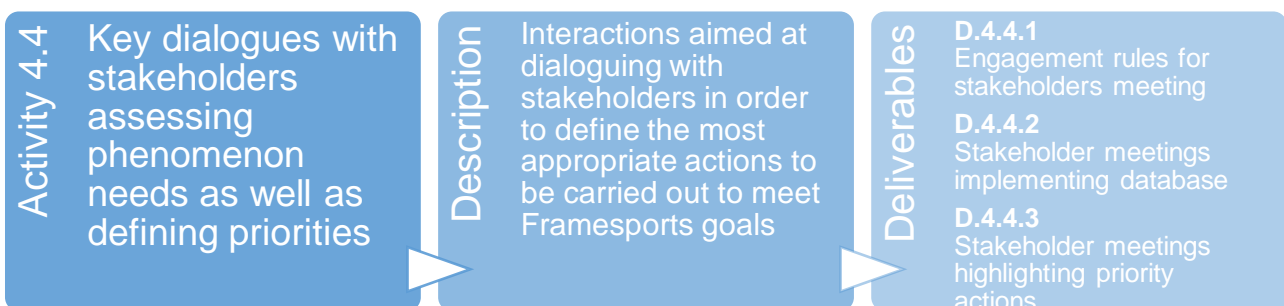 Activity 4.4
Key dialogues with
stakeholders
assessing
phenomenon
needs as well as
defining priorities
Description
Interactions aimed at
dialoguing with
stakeholders in order
to define the most
appropriate actions to
be carried out to meet
Framesports goals
Deliverables
D.4.4.1
Engagement rules for
stakeholders meeting
D.4.4.2
Stakeholder meetings
implementing database
D.4.4.3
Stakeholder meetings
highlighting priority
actions